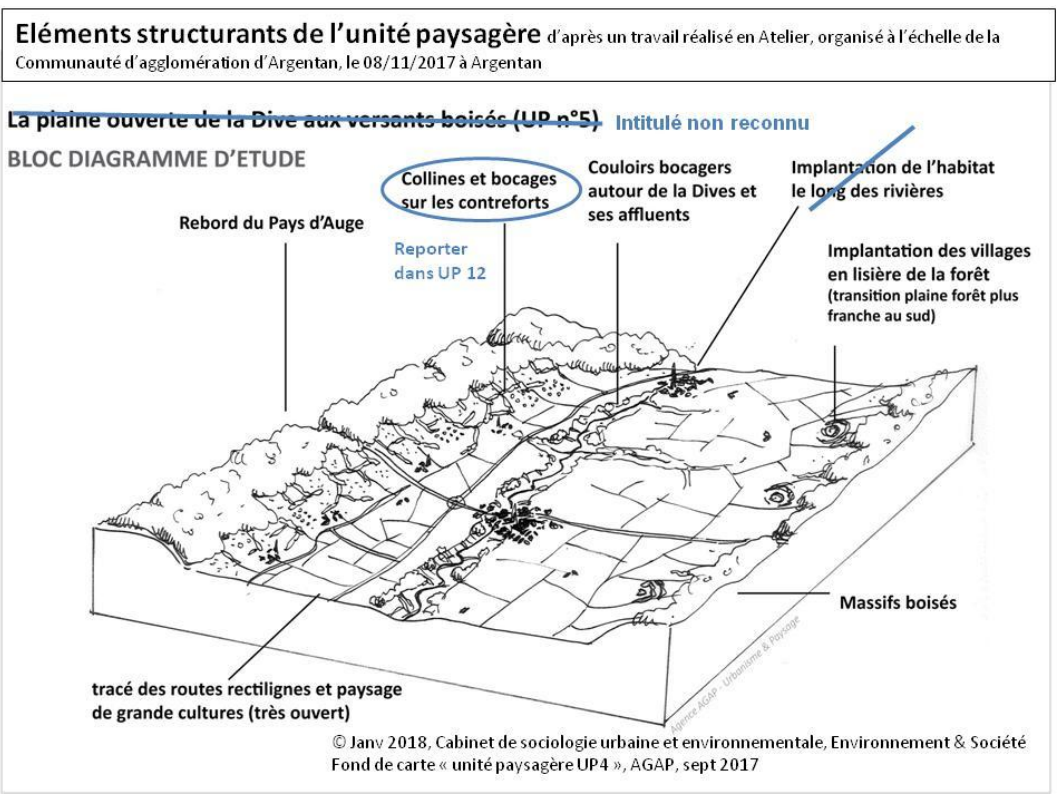 Eléments structurants de l'unité paysagère d'après un travail réalisé en Atelier, organisé à l'échelle de la
Communauté d'agglomération d'Argentan, le 08/11/2017 à Argentan
La plaine ouverte de la Dive aux versants boisés (UP n°5) Intitulé non reconnu
BLOC DIAGRAMME D'ETUDE
Rebord du Pays d'Auge
Collines et bocages
sur les contreforts
Reporter
dans UP 12
Couloirs bocagers
autour de la Dives et
ses affluents
Implantation de l'habitat
le long des rivières
Implantation des villages
en lisière de la forêt
(transition plaine forêt plus
franche au sud)
Massifs boisés
Agence AGAP - Urbanisme & Paysage
tracé des routes rectilignes et paysage
de grande cultures (très ouvert)
© Janv 2018, Cabinet de sociologie urbaine et environnementale, Environnement & Société
Fond de carte « unité paysagère UP4 », AGAP, sept 2017